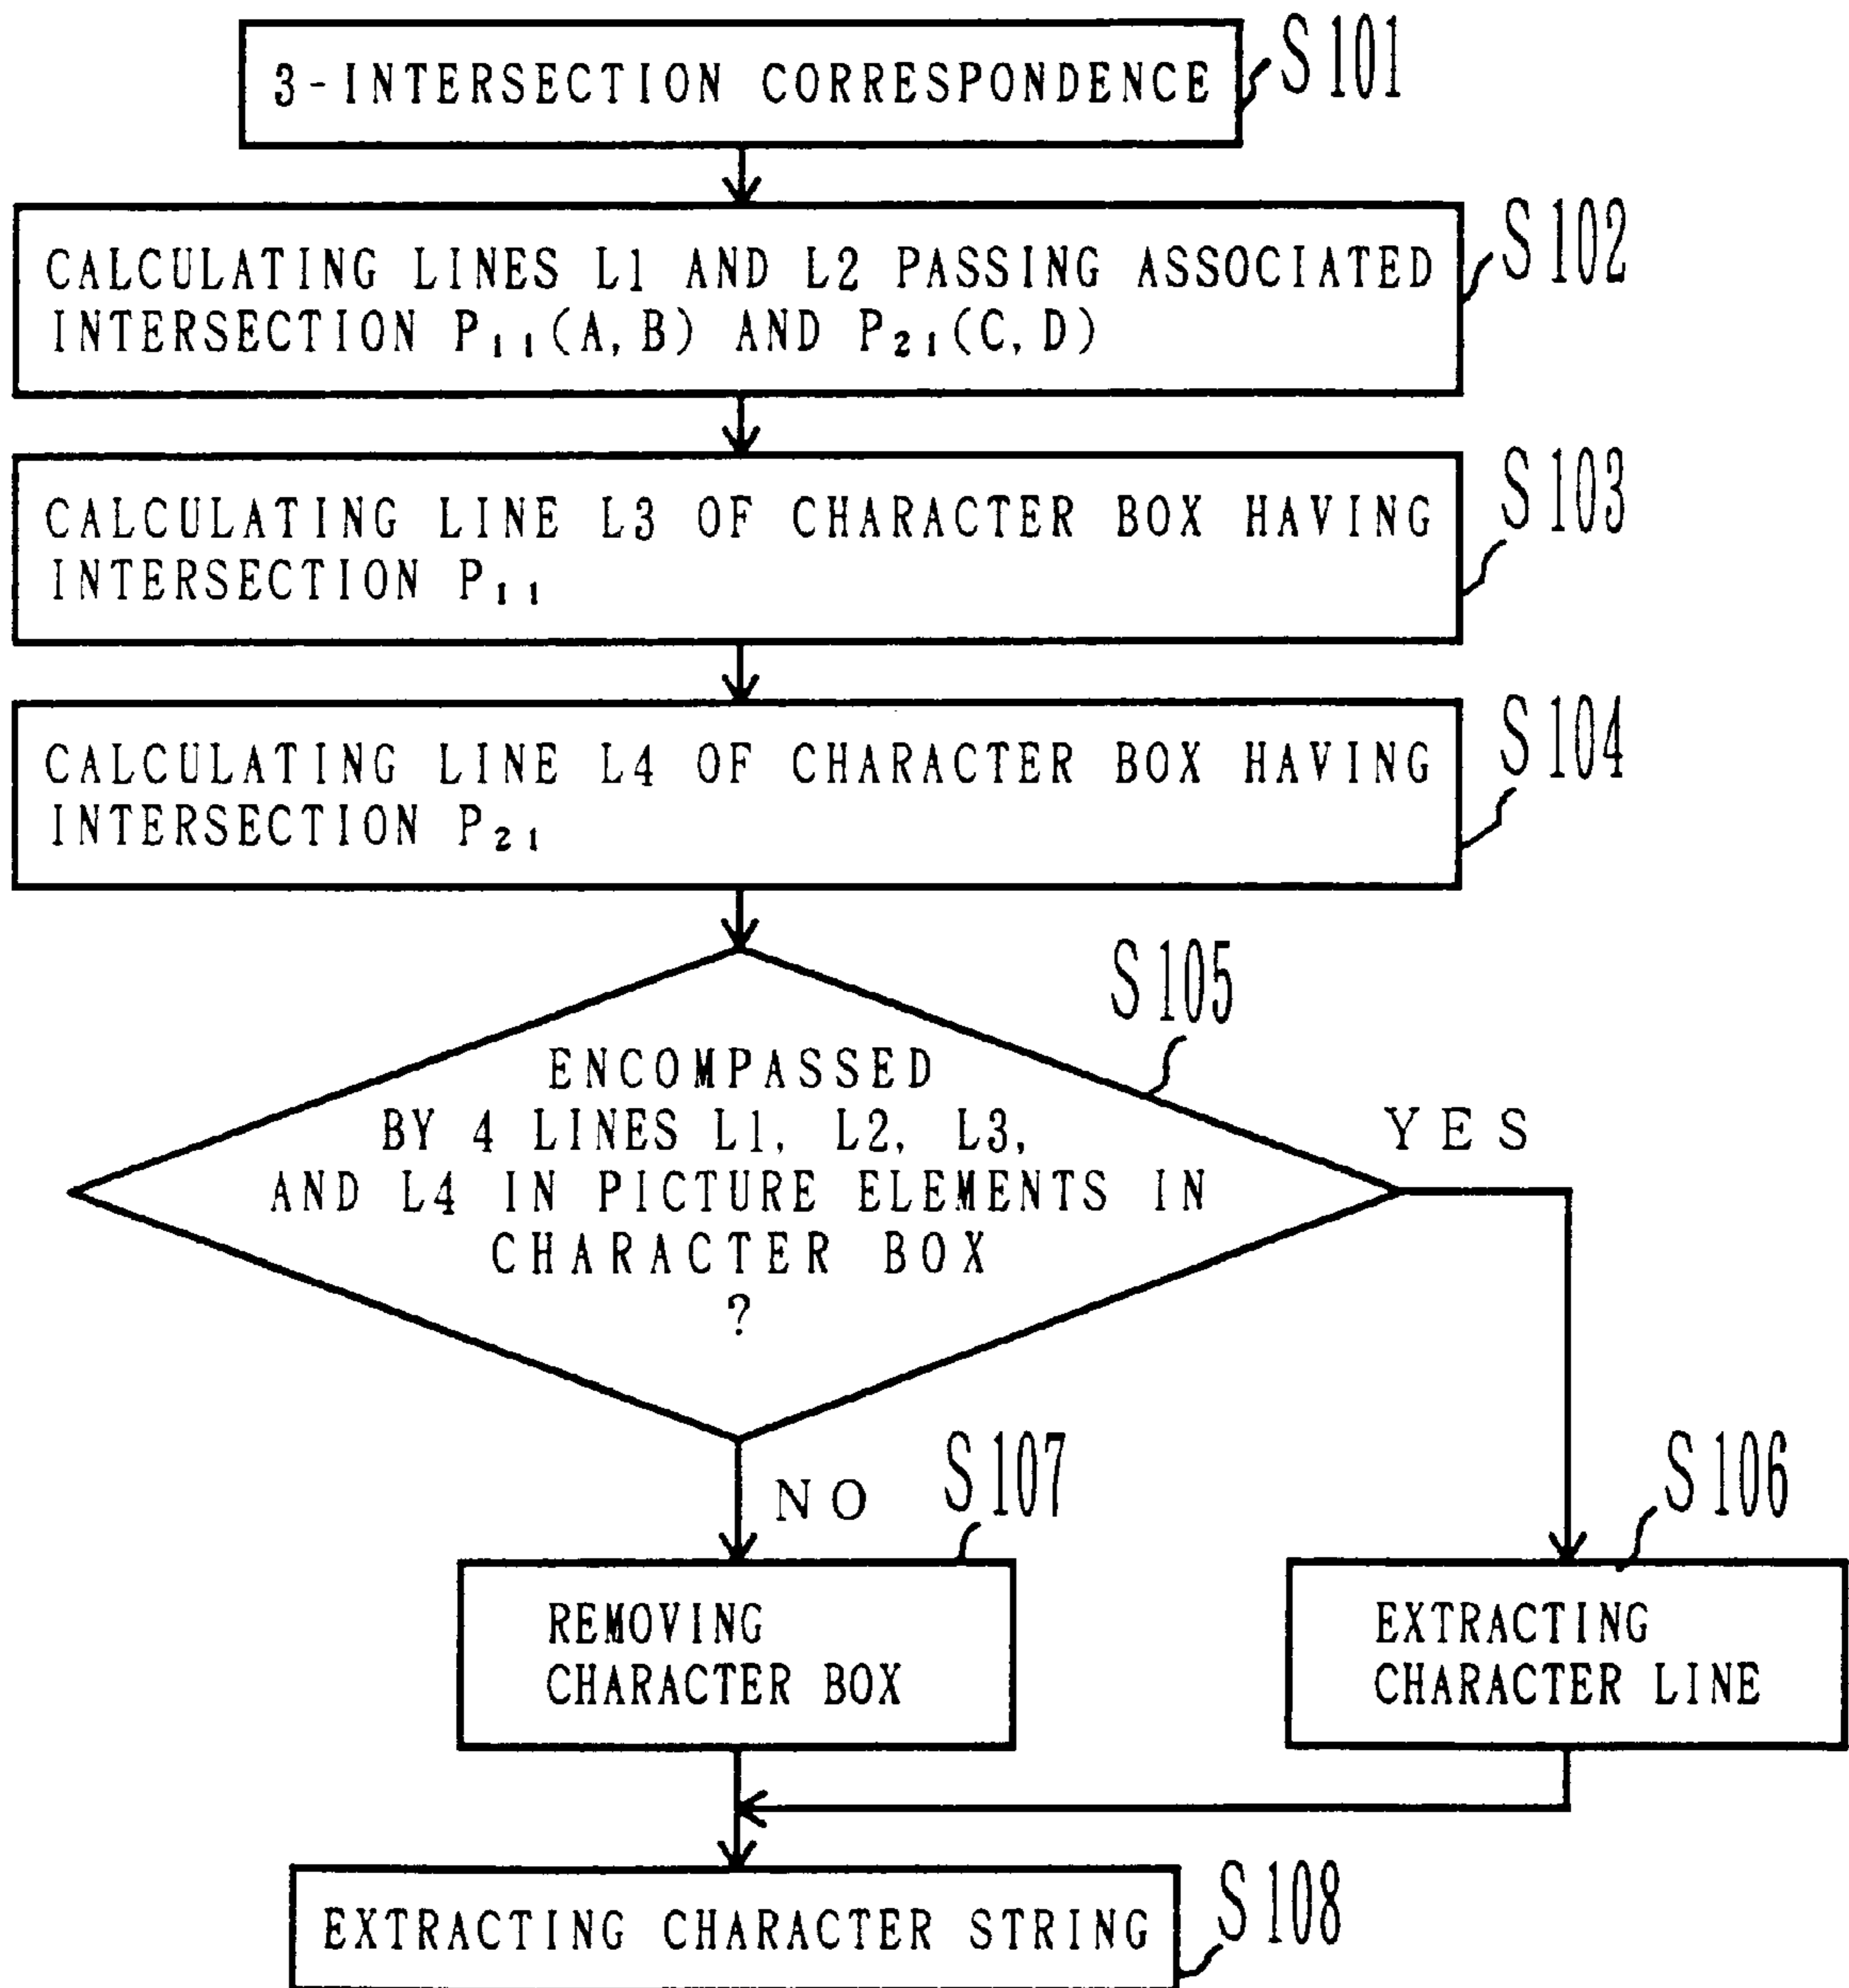 3-INTERSECTION CORRESPONDENCE
S101
CALCULATING LINES L1 AND L2 PASSING ASSOCIATED
INTERSECTION P₁₁(A, B) AND P₂₁(C, D)
S102
CALCULATING LINE L3 OF CHARACTER BOX HAVING
INTERSECTION P₁₁
S103
CALCULATING LINE L4 OF CHARACTER BOX HAVING
INTERSECTION P₂₁
S104
S105
ENCOMPASSED
BY 4 LINES L1, L2, L3,
AND L4 IN PICTURE ELEMENTS IN
CHARACTER BOX
?
YES
NO
S107
REMOVING
CHARACTER BOX
S106
EXTRACTING
CHARACTER LINE
EXTRACTING CHARACTER STRING
S108